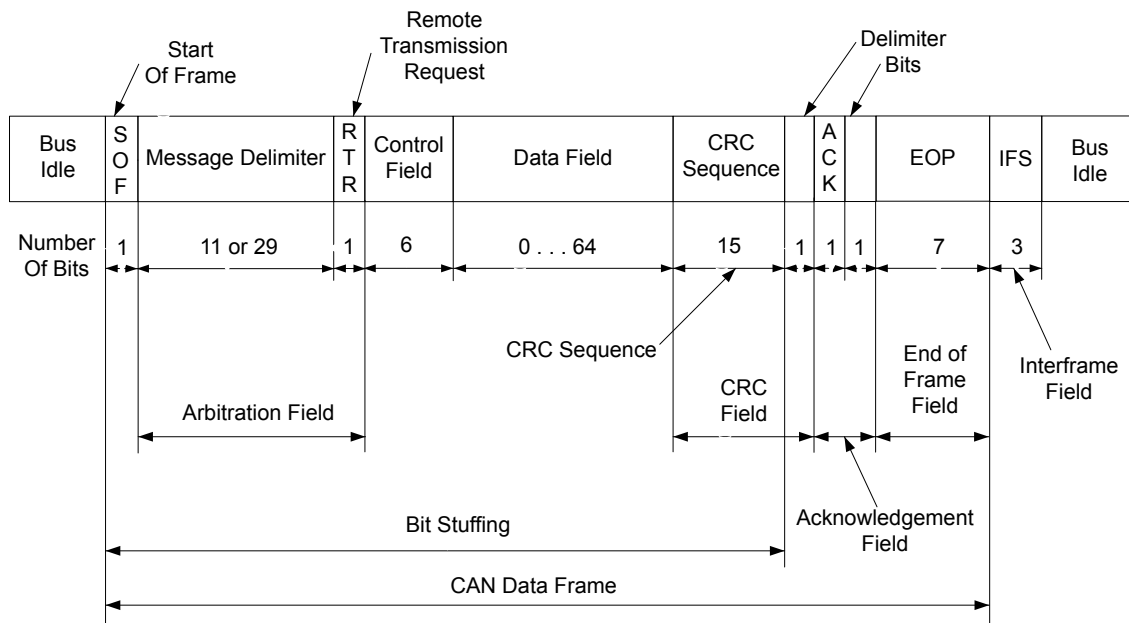 Start
Of Frame
Remote
Transmission
Request
Delimiter
Bits
Bus
Idle
SOF
Message Delimiter
RTR
Control
Field
Data Field
CRC
Sequence
ACK
EOP
IFS
Bus
Idle
Number
Of Bits
1
11 or 29
1
6
0 . . . 64
15
1
1
1
7
3
CRC Sequence
Arbitration Field
CRC
Field
End of
Frame
Field
Interframe
Field
Bit Stuffing
Acknowledgement
Field
CAN Data Frame